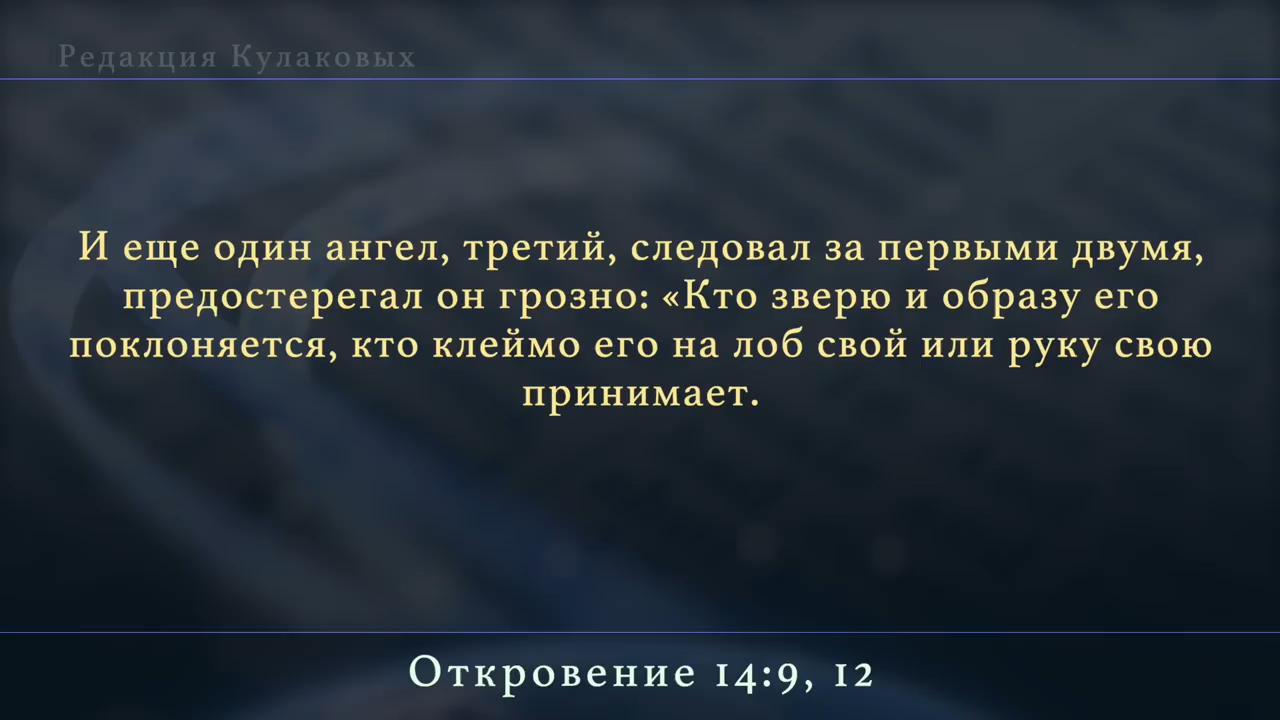 Редакция Кулаковых
И еще один ангел, третий, следовал за первыми двумя,
предостерегал он грозно: «Кто зверю и образу его
поклоняется, кто клеймо его на лоб свой или руку свою
принимает.
Откровение 14:9, 12